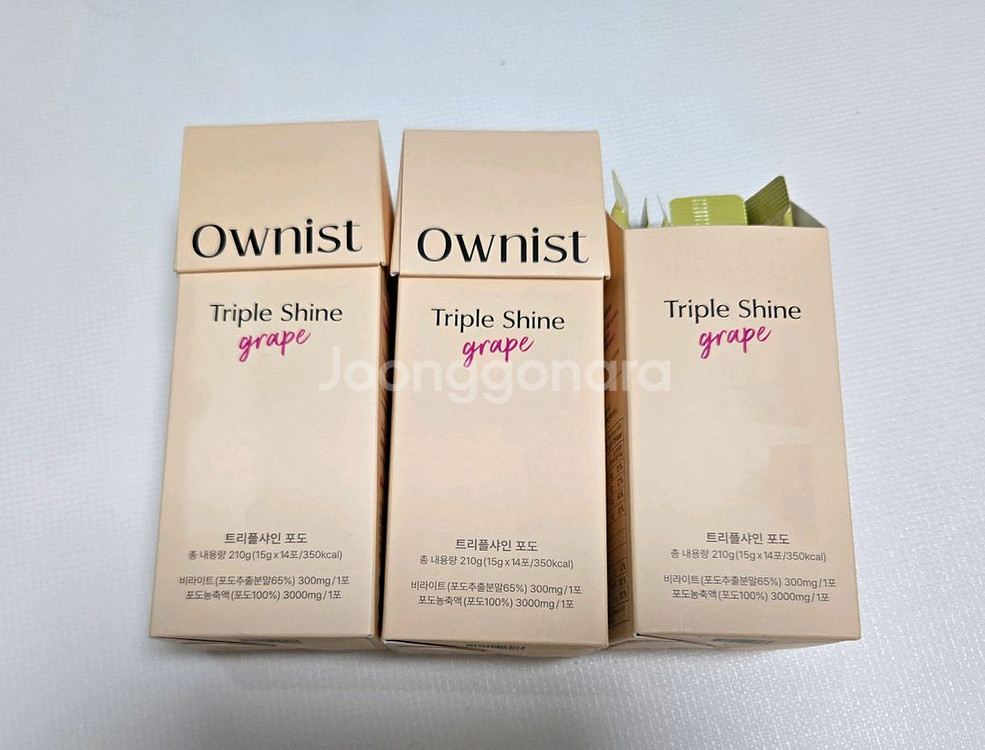 Ownist
Triple Shine
grape
트리플샤인 포도
총 내용량 210g(15g x 14포/350kcal)
비라이트(포도추출분말65%) 300mg/1포
포도농축액(포도100%) 3000mg/1포
Ownist
Triple Shine
grape
트리플샤인 포도
총 내용량 210g(15g x 14포/350kcal)
비라이트(포도추출분말65%) 300mg/1포
포도농축액(포도100%) 3000mg/1포
Triple Shine
grape
트리플샤인 포도
총 내용량 210g(15g x 14포/350kcal)
비라이트(포도추출분말65%) 300mg/1포
포도농축액(포도100%) 3000mg/1포
Joonggonara